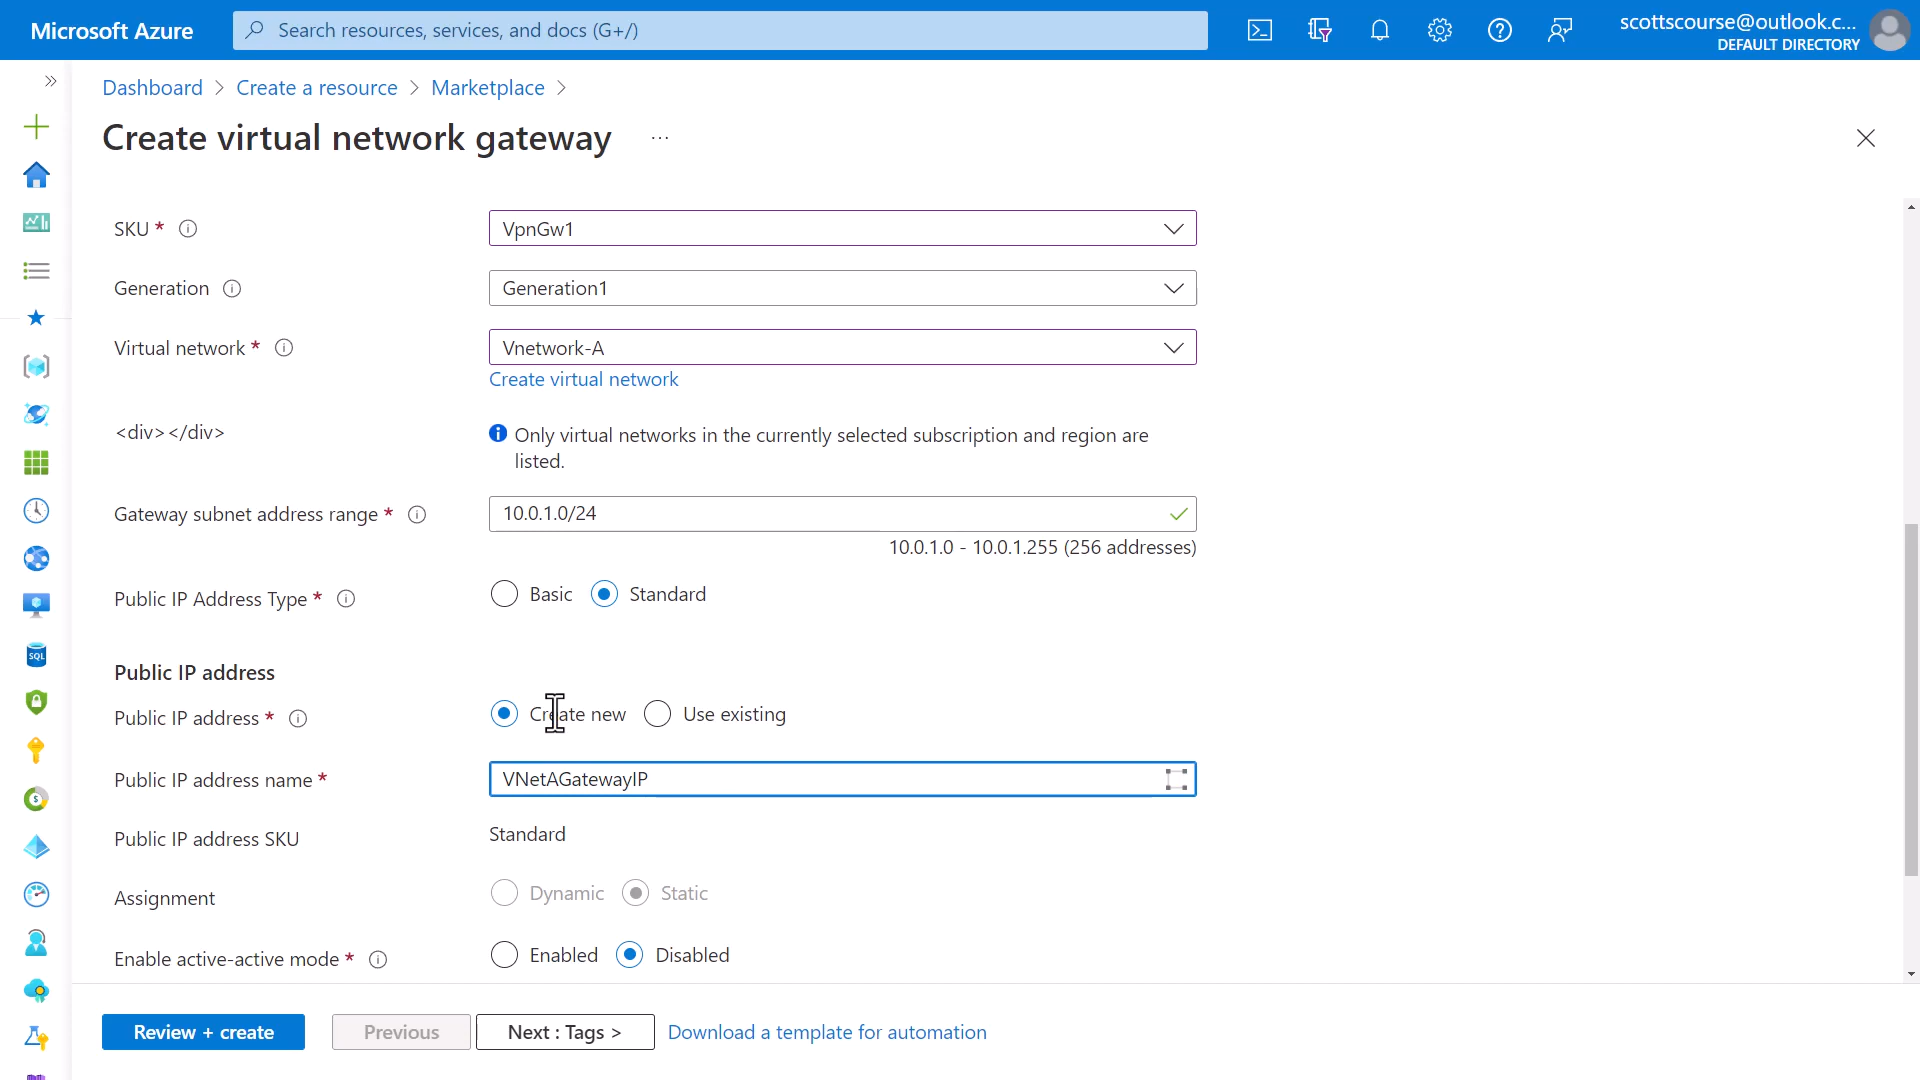 Microsoft Azure
Search resources, services, and docs (G+/)
scottscourse@outlook.c...
DEFAULT DIRECTORY
Dashboard > Create a resource > Marketplace >
Create virtual network gateway ...
SKU *
VpnGw1
Generation
Generation1
Virtual network *
Vnetwork-A
Create virtual network
<div></div>
Only virtual networks in the currently selected subscription and region are
listed.
Gateway subnet address range *
10.0.1.0/24
10.0.1.0 - 10.0.1.255 (256 addresses)
Public IP Address Type *
Basic Standard
Public IP address
Public IP address *
Create new Use existing
Public IP address name *
VNetAGatewayIP
Public IP address SKU
Standard
Assignment
Dynamic Static
Enable active-active mode *
Enabled Disabled
Review + create Previous Next : Tags > Download a template for automation
SQL